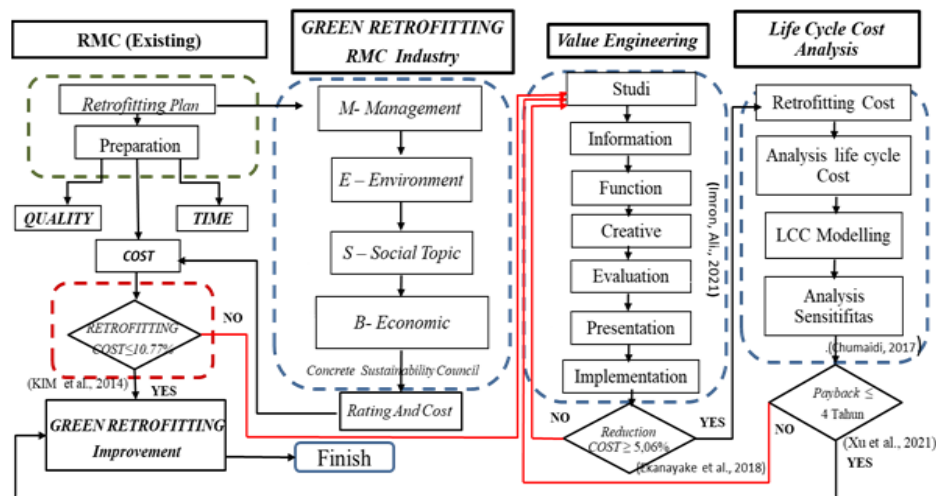 RMC (Existing)
Retrofitting Plan
Preparation
QUALITY
TIME
COST
RETROFITTING
COST≤10.77%
NO
(KIM et al., 2014)
YES
GREEN RETROFITTING
Improvement
Finish
GREEN RETROFITTING
RMC Industry
M- Management
E – Environment
S – Social Topic
B- Economic
Concrete Sustainability Council
Rating And Cost
Value Engineering
Studi
Information
Function
Creative
Evaluation
Presentation
Implementation
(Imron, Ali., 2021)
NO
YES
Reduction
COST ≥ 5,06%
(Ekanayake et al., 2018)
Life Cycle Cost
Analysis
Retrofitting Cost
Analysis life cycle
Cost
LCC Modelling
Analysis
Sensitifitas
(Chumaidi, 2017)
Payback ≤
4 Tahun
NO
(Xu et al., 2021)
YES